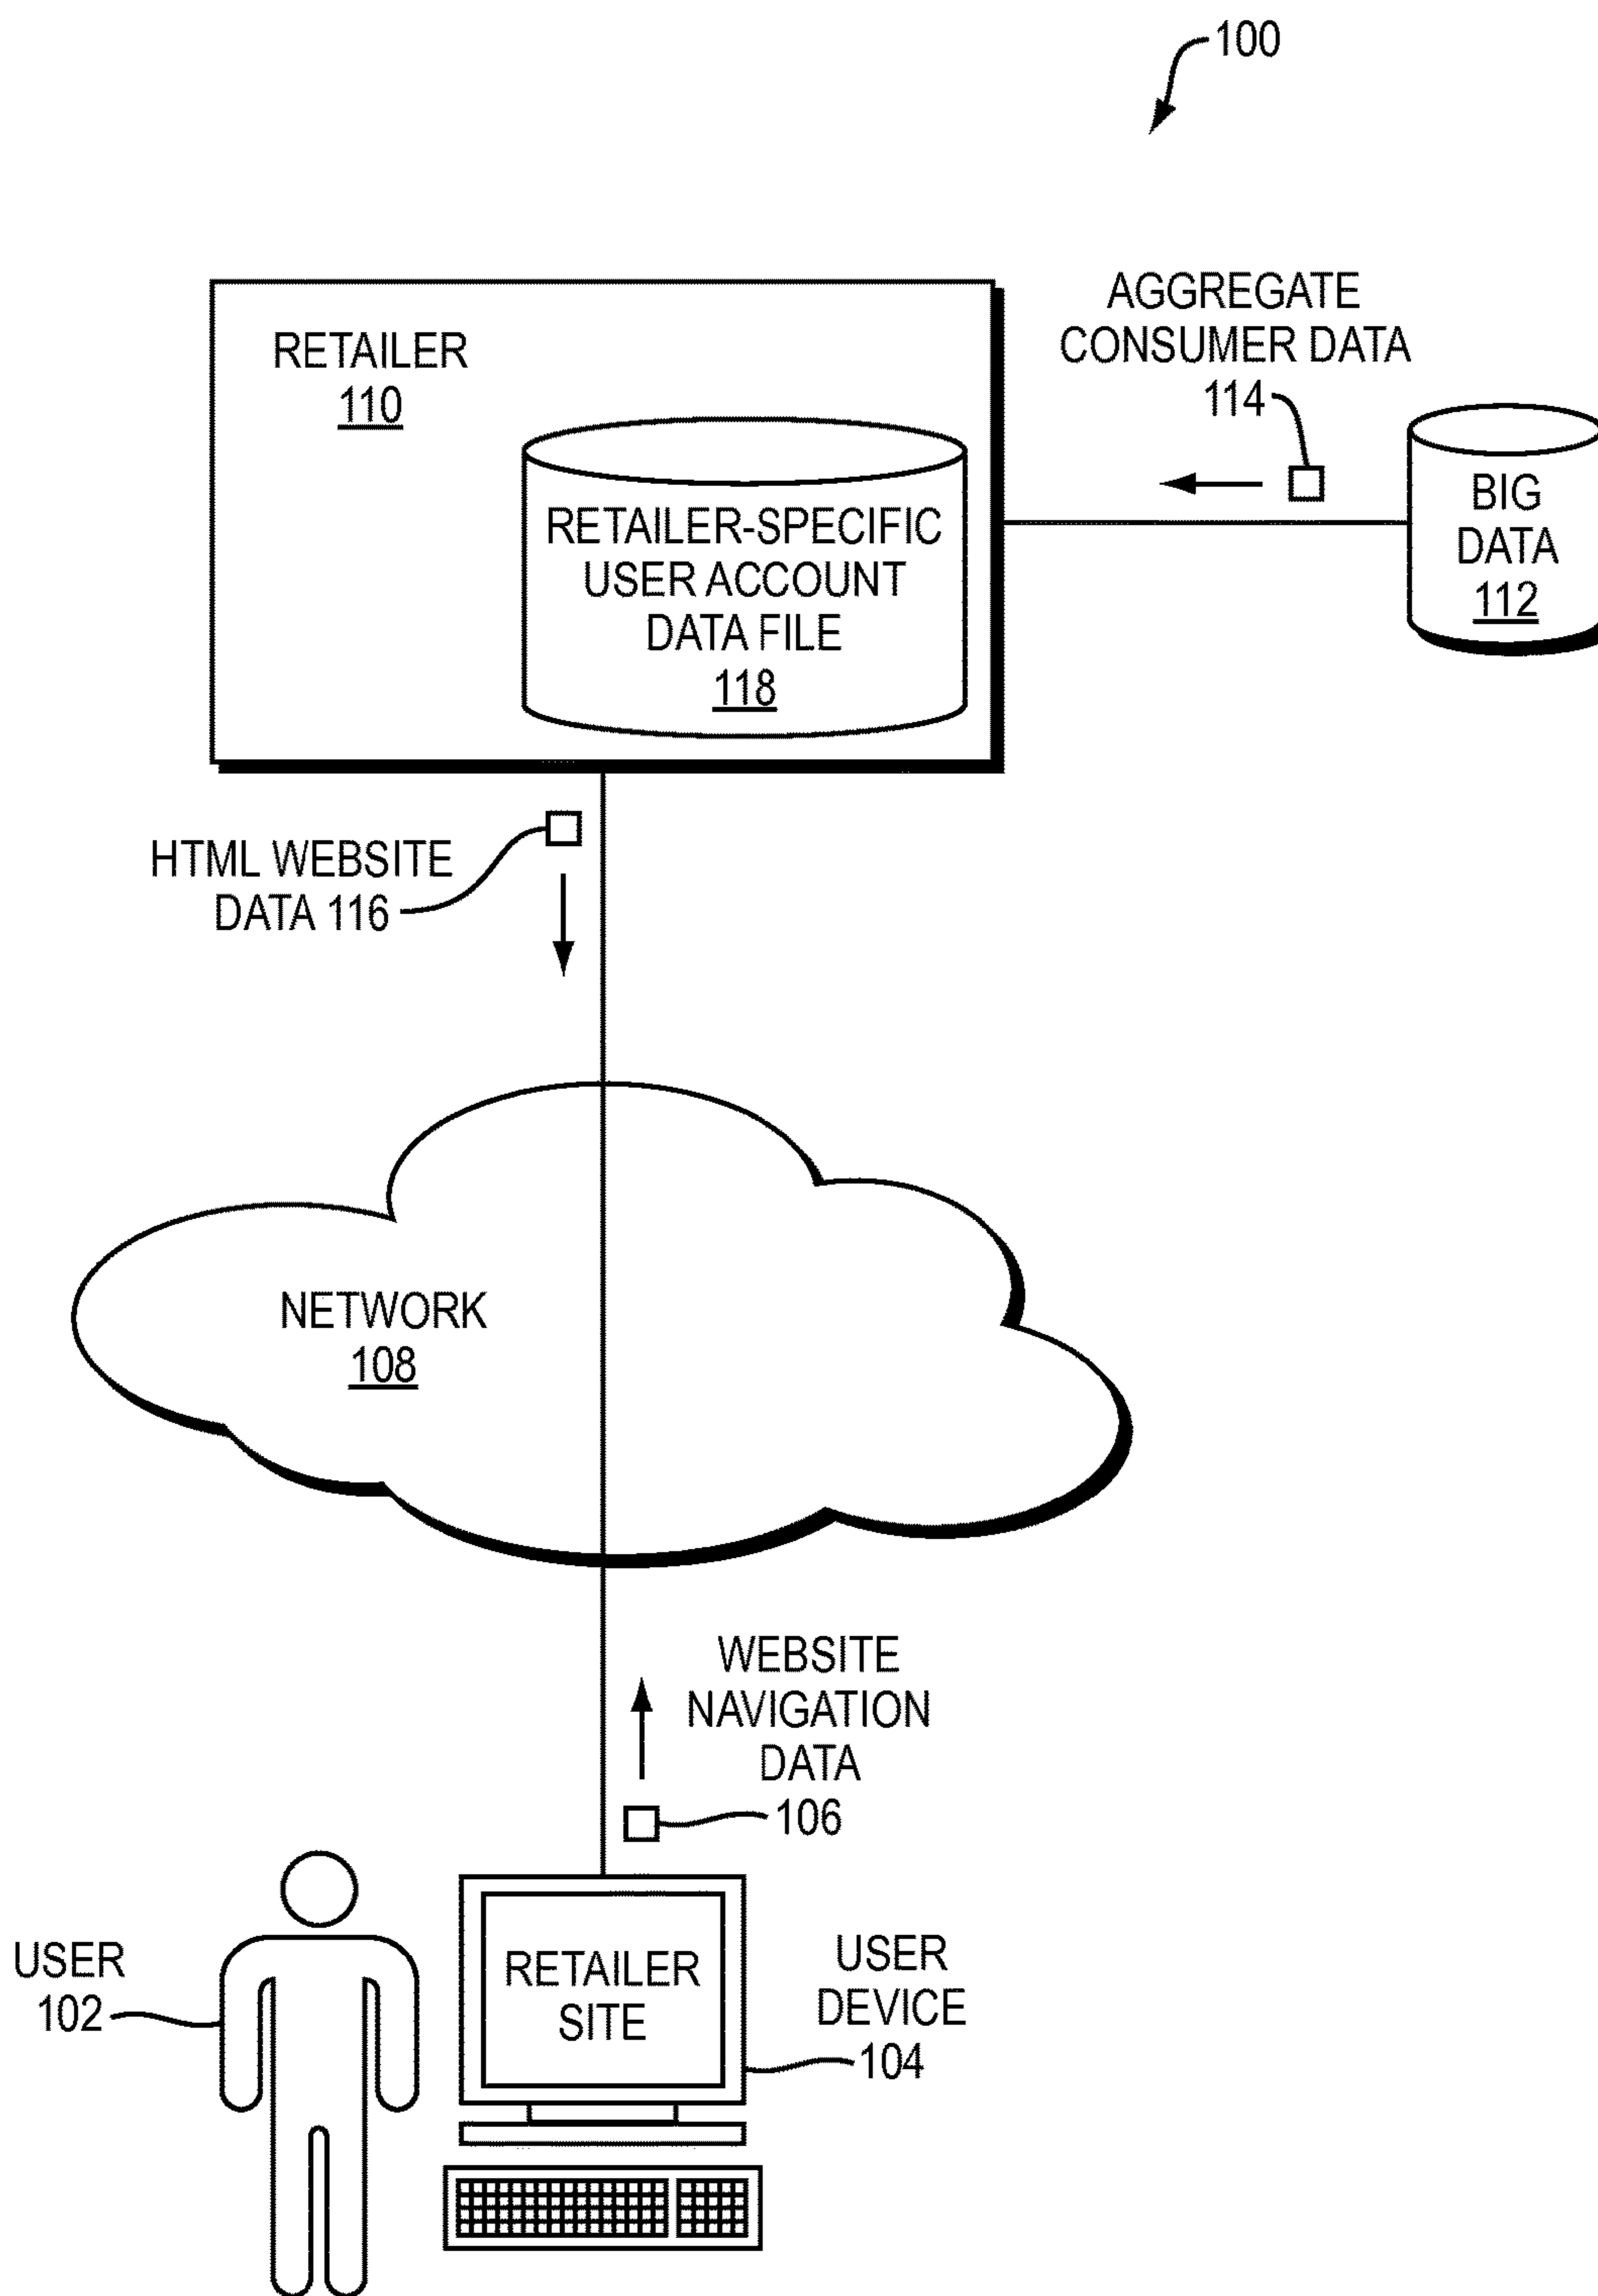 100
RETAILER
110
AGGREGATE
CONSUMER DATA
114
RETAILER-SPECIFIC
USER ACCOUNT
DATA FILE
118
BIG
DATA
112
HTML WEBSITE
DATA 116
NETWORK
108
WEBSITE
NAVIGATION
DATA
106
USER
102
RETAILER
SITE
USER
DEVICE
104